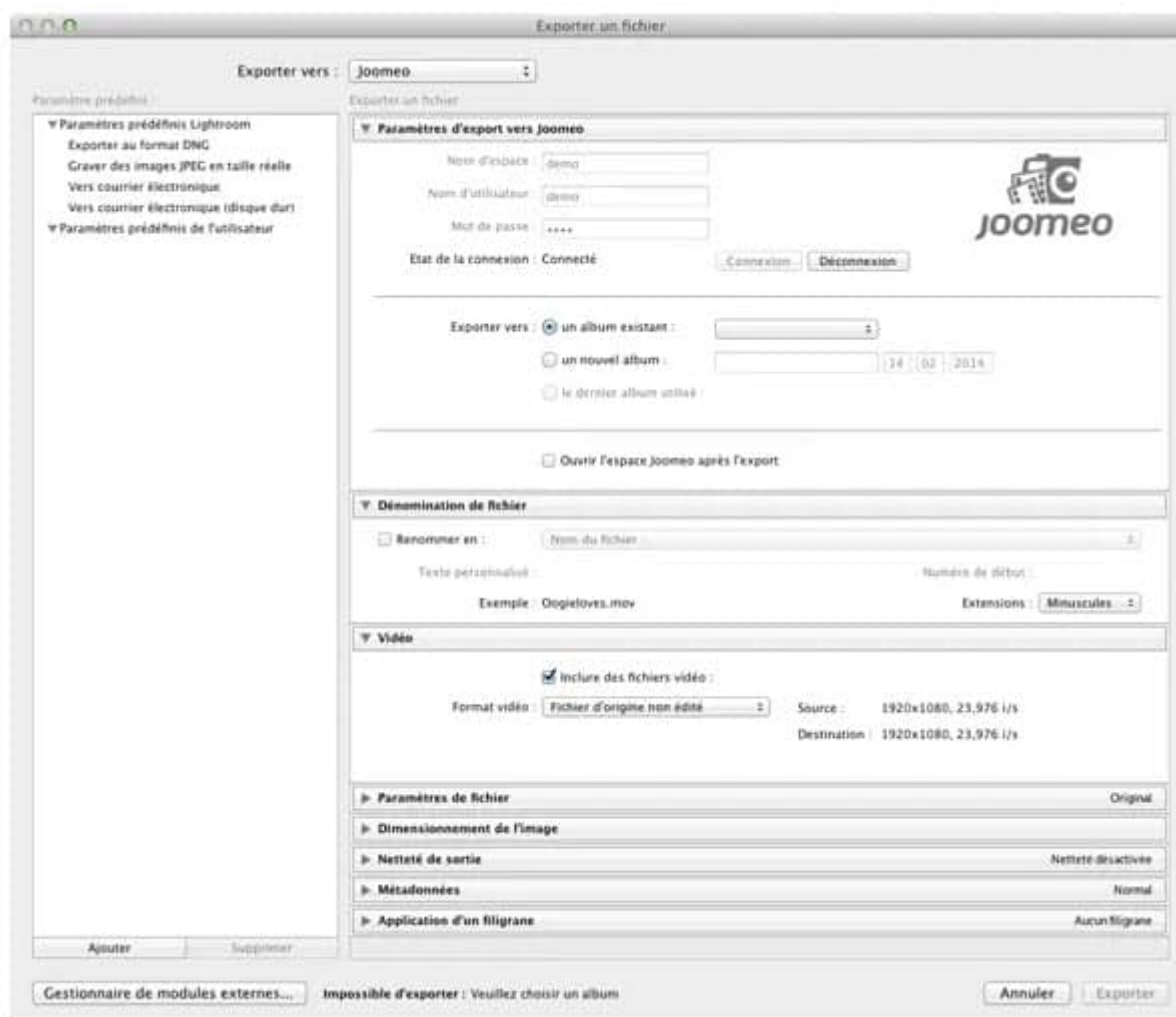 Exporter un fichier
Exporter vers : Joomeo
Paramètre prédéfini :
Exporter un fichier
Paramètres prédéfinis Lightroom
Exporter au format DNG
Graver des images JPEG en taille réelle
Vers courrier électronique
Vers courrier électronique (disque dur)
Paramètres prédéfinis de l'utilisateur
Ajouter
Supprimer
Paramètres d'export vers Joomeo
Nom d'espace : demo
Nom d'utilisateur : demo
Mot de passe : ••••
Joomeo
Etat de la connexion : Connecté
Connexion
Déconnexion
Exporter vers : un album existant :
un nouvel album : 14 02 2014
le dernier album utilisé :
Ouvrir l'espace Joomeo après l'export
Dénomination de fichier
Renommer en : Nom du fichier
Texte personnalisé :
Numéro de début :
Exemple : Oogieloves.mov
Extensions : Minuscules
Vidéo
Inclure des fichiers vidéo :
Format vidéo : Fichier d'origine non édité
Source : 1920x1080, 23,976 i/s
Destination : 1920x1080, 23,976 i/s
Paramètres de fichier
Original
Dimensionnement de l'image
Netteté de sortie
Netteté désactivée
Métadonnées
Normal
Application d'un filigrane
Aucun filigrane
Gestionnaire de modules externes...
Impossible d'exporter : Veuillez choisir un album
Annuler
Exporter